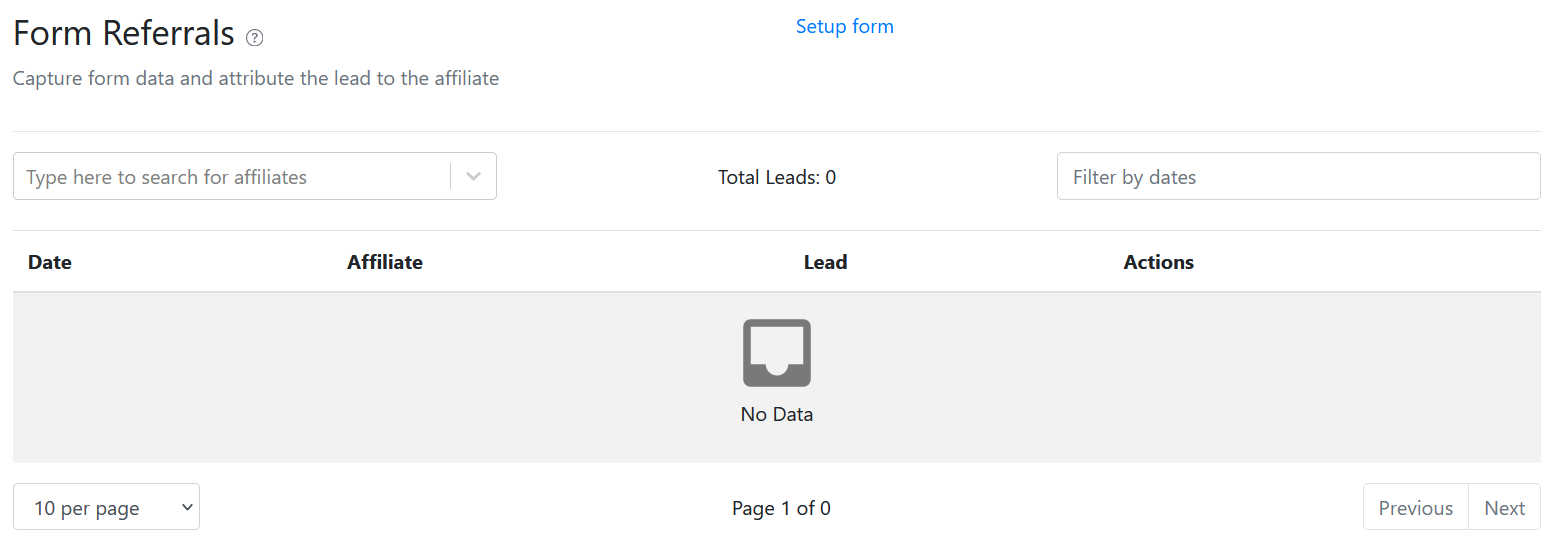 Form Referrals ?
Setup form
Capture form data and attribute the lead to the affiliate
Type here to search for affiliates
Total Leads: 0
Filter by dates
Date Affiliate Lead Actions
No Data
10 per page
Page 1 of 0
Previous Next